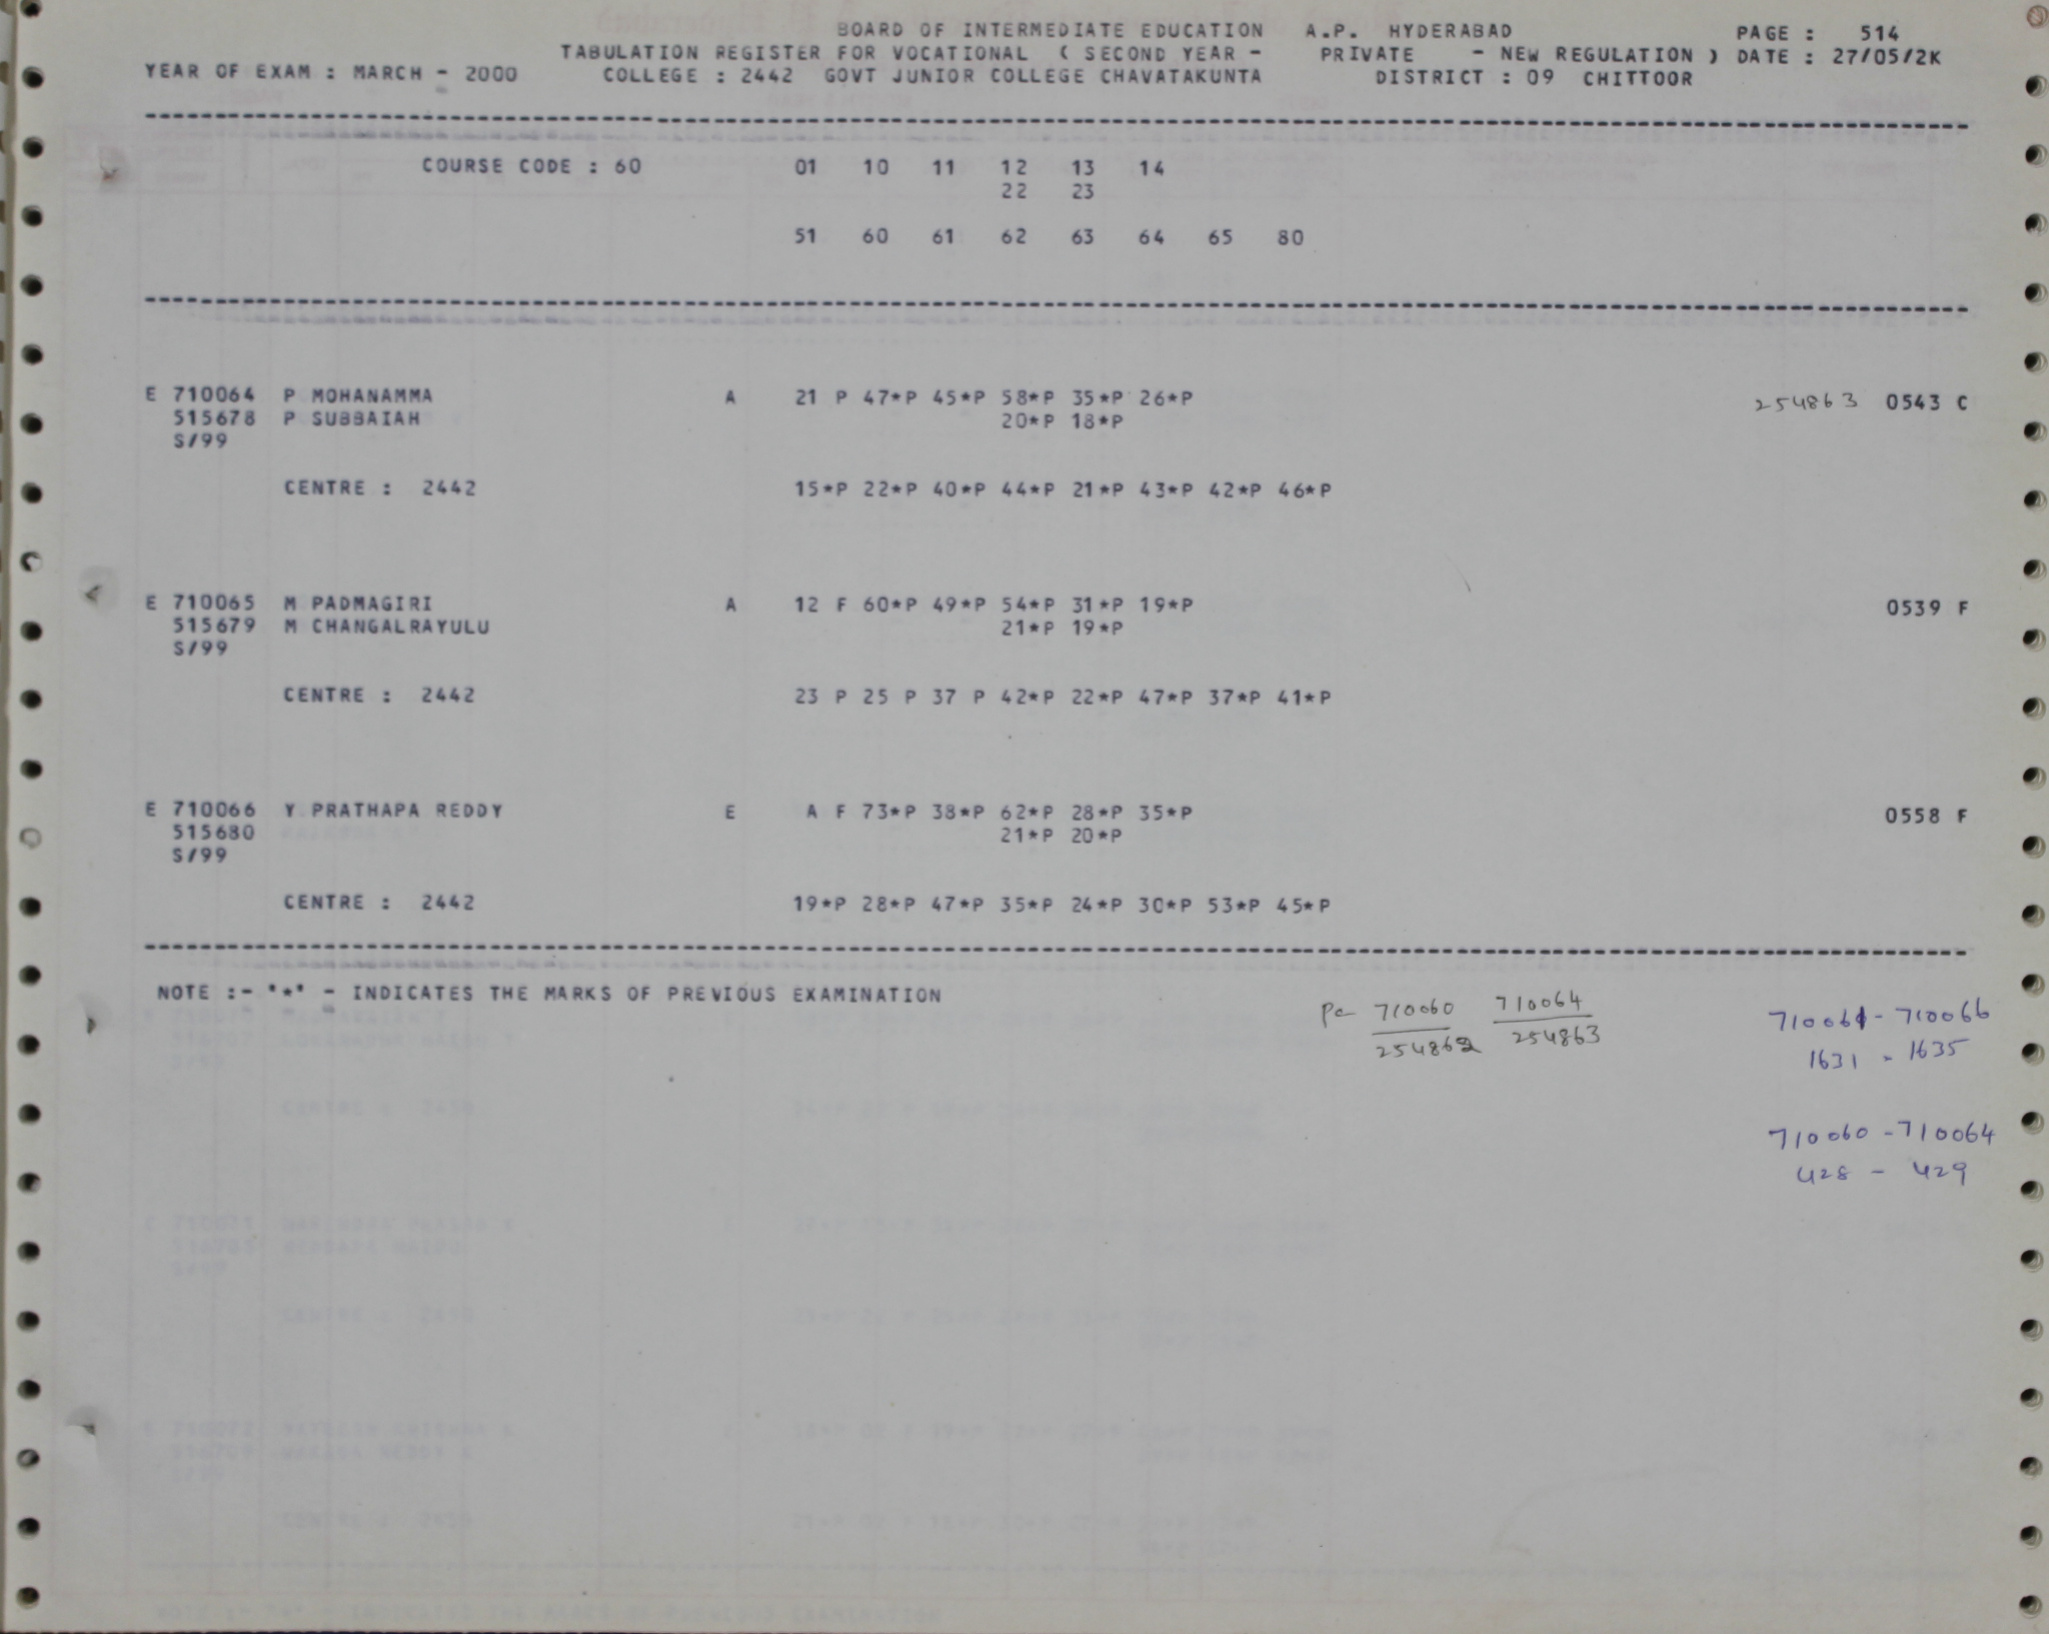 BOARD OF INTERMEDIATE EDUCATION A.P. HYDERABAD PAGE : 514
TABULATION REGISTER FOR VOCATIONAL ( SECOND YEAR - PRIVATE - NEW REGULATION ) DATE : 27/05/2K
YEAR OF EXAM : MARCH - 2000 COLLEGE : 2442 GOVT JUNIOR COLLEGE CHAVATAKUNTA DISTRICT : 09 CHITTOOR
COURSE CODE : 60 01 10 11 12 13 14
22 23
51 60 61 62 63 64 65 80
E 710064 P MOHANAMMA A 21 P 47*P 45*P 58*P 35*P 26*P 254863 0543 C
515678 P SUBBAIAH 20*P 18*P
S/99
CENTRE : 2442 15*P 22*P 40*P 44*P 21*P 43*P 42*P 46*P
E 710065 M PADMAGIRI A 12 F 60*P 49*P 54*P 31*P 19*P 0539 F
515679 M CHANGALRAYULU 21*P 19*P
S/99
CENTRE : 2442 23 P 25 P 37 P 42*P 22*P 47*P 37*P 41*P
E 710066 Y PRATHAPA REDDY E A F 73*P 38*P 62*P 28*P 35*P 0558 F
515680 21*P 20*P
S/99
CENTRE : 2442 19*P 28*P 47*P 35*P 24*P 30*P 53*P 45*P
NOTE :- '*' - INDICATES THE MARKS OF PREVIOUS EXAMINATION
Pc 710060 710064 710061 - 710066
254862 254863 1631 - 1635
710060 - 710064
428 - 429